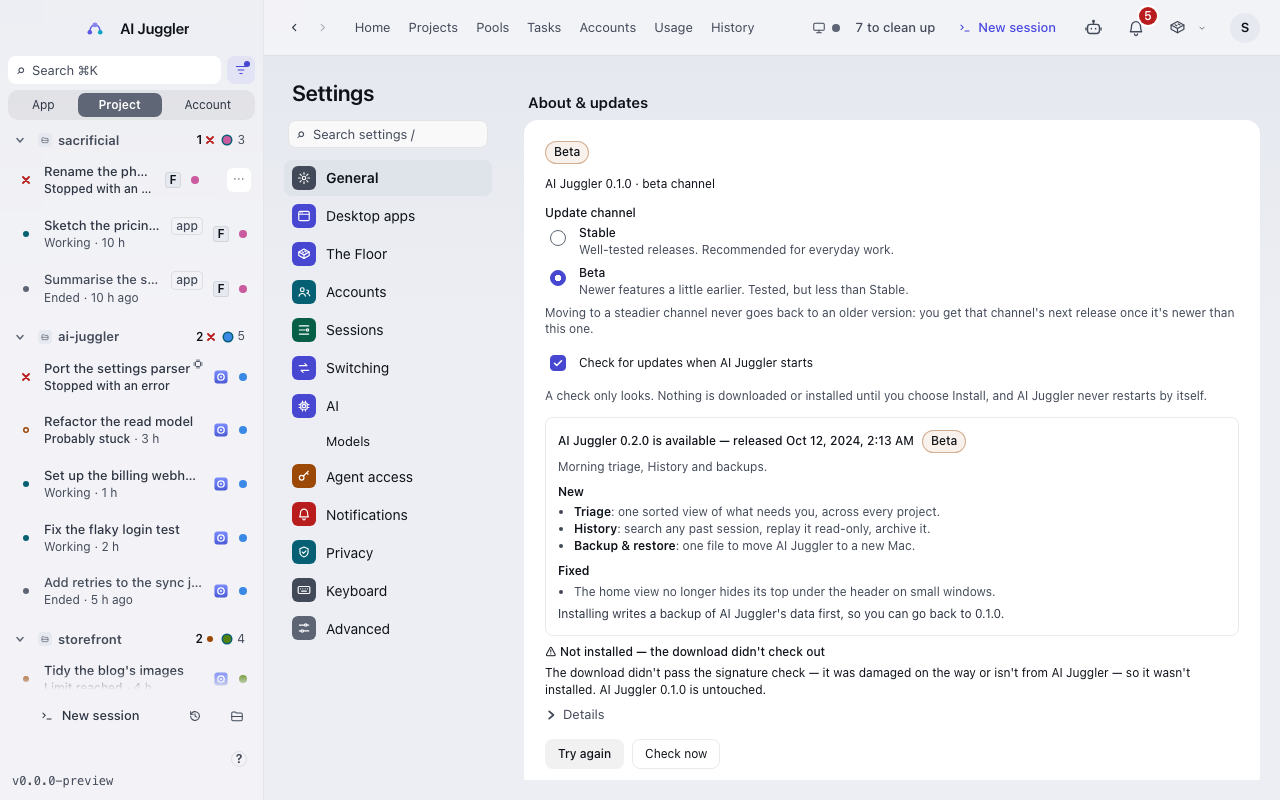 AI Juggler
Search ⌘K
App
Project
Account
sacrificial
1
3
Rename the ph...
Stopped with an ...
F
Sketch the pricin...
app
Working · 10 h
F
Summarise the s...
app
Ended · 10 h ago
F
ai-juggler
2
5
Port the settings parser
Stopped with an error
Refactor the read model
Probably stuck · 3 h
Set up the billing webh...
Working · 1 h
Fix the flaky login test
Working · 2 h
Add retries to the sync j...
Ended · 5 h ago
storefront
2
4
Tidy the blog's images
Limit reached · 4 h
New session
?
v0.0.0-preview
Home
Projects
Pools
Tasks
Accounts
Usage
History
7 to clean up
New session
5
S
Settings
Search settings /
General
Desktop apps
The Floor
Accounts
Sessions
Switching
AI
Models
Agent access
Notifications
Privacy
Keyboard
Advanced
About & updates
Beta
AI Juggler 0.1.0 · beta channel
Update channel
Stable
Well-tested releases. Recommended for everyday work.
Beta
Newer features a little earlier. Tested, but less than Stable.
Moving to a steadier channel never goes back to an older version: you get that channel's next release once it's newer than
this one.
Check for updates when AI Juggler starts
A check only looks. Nothing is downloaded or installed until you choose Install, and AI Juggler never restarts by itself.
AI Juggler 0.2.0 is available — released Oct 12, 2024, 2:13 AM
Beta
Morning triage, History and backups.
New
• Triage: one sorted view of what needs you, across every project.
• History: search any past session, replay it read-only, archive it.
• Backup & restore: one file to move AI Juggler to a new Mac.
Fixed
• The home view no longer hides its top under the header on small windows.
Installing writes a backup of AI Juggler's data first, so you can go back to 0.1.0.
Not installed — the download didn't check out
The download didn't pass the signature check — it was damaged on the way or isn't from AI Juggler — so it wasn't
installed. AI Juggler 0.1.0 is untouched.
Details
Try again
Check now